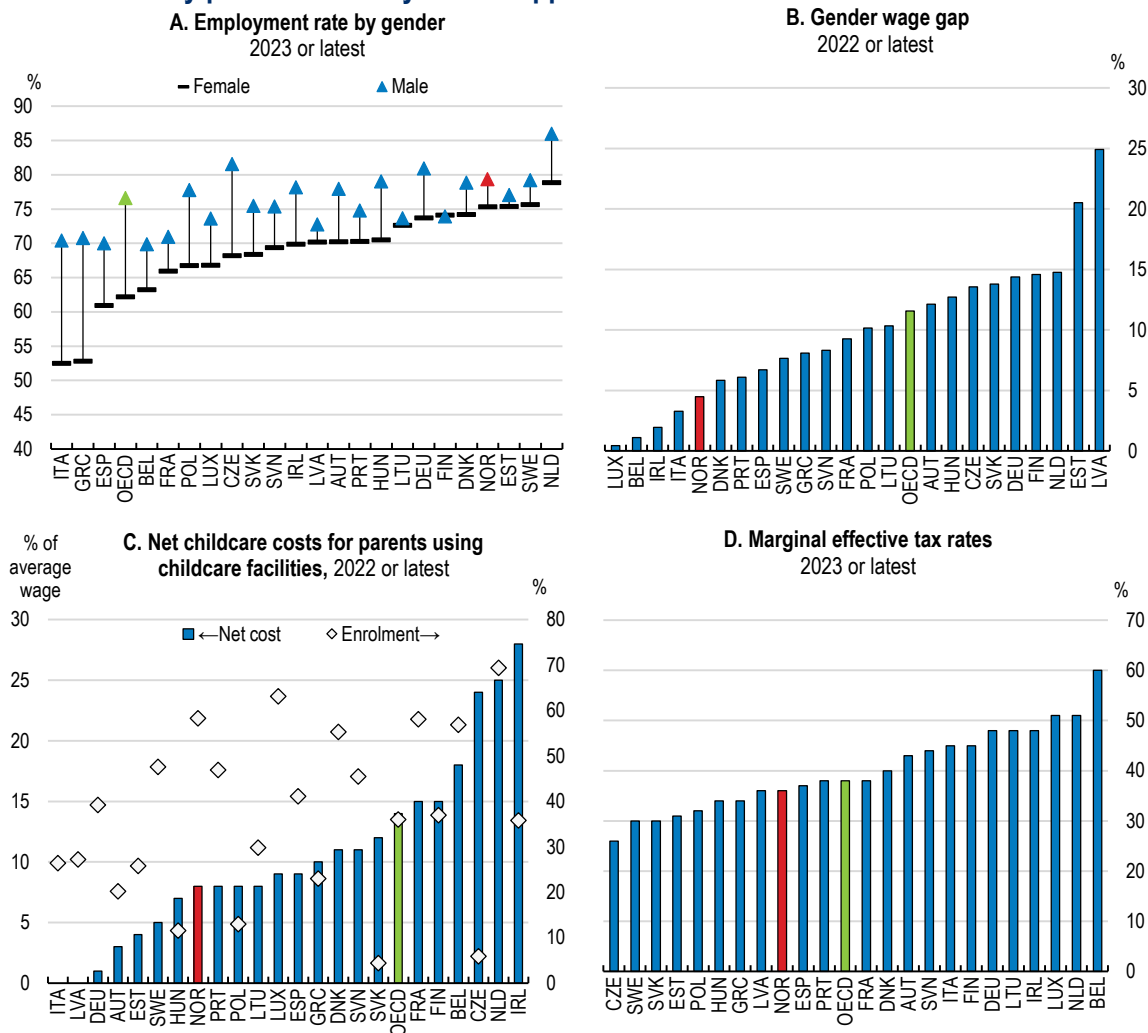 A. Employment rate by gender
2023 or latest
%
Female
Male
90
85
80
75
70
65
60
55
50
45
40
ITA GRC ESP OECD BEL FRA POL LUX CZE SVK SVN IRL LVA AUT PRT HUN LTU DEU FIN DNK NOR EST SWE NLD
B. Gender wage gap
2022 or latest
%
30
25
20
15
10
5
0
LUX BEL IRL ITA NOR DNK PRT ESP SWE GRC SVN FRA POL LTU OECD AUT HUN CZE SVK DEU FIN NLD EST LVA
% of
average
wage
C. Net childcare costs for parents using
childcare facilities, 2022 or latest
%
←Net cost
Enrolment→
30
25
20
15
10
5
0
80
70
60
50
40
30
20
10
0
ITA LVA DEU AUT EST SWE HUN NOR PRT POL LTU LUX ESP GRC DNK SVN SVK OECD FRA FIN BEL CZE NLD IRL
D. Marginal effective tax rates
2023 or latest
%
70
60
50
40
30
20
10
0
CZE SWE SVK EST POL HUN GRC LVA NOR ESP PRT OECD FRA DNK AUT SVN ITA FIN DEU LTU IRL LUX NLD BEL